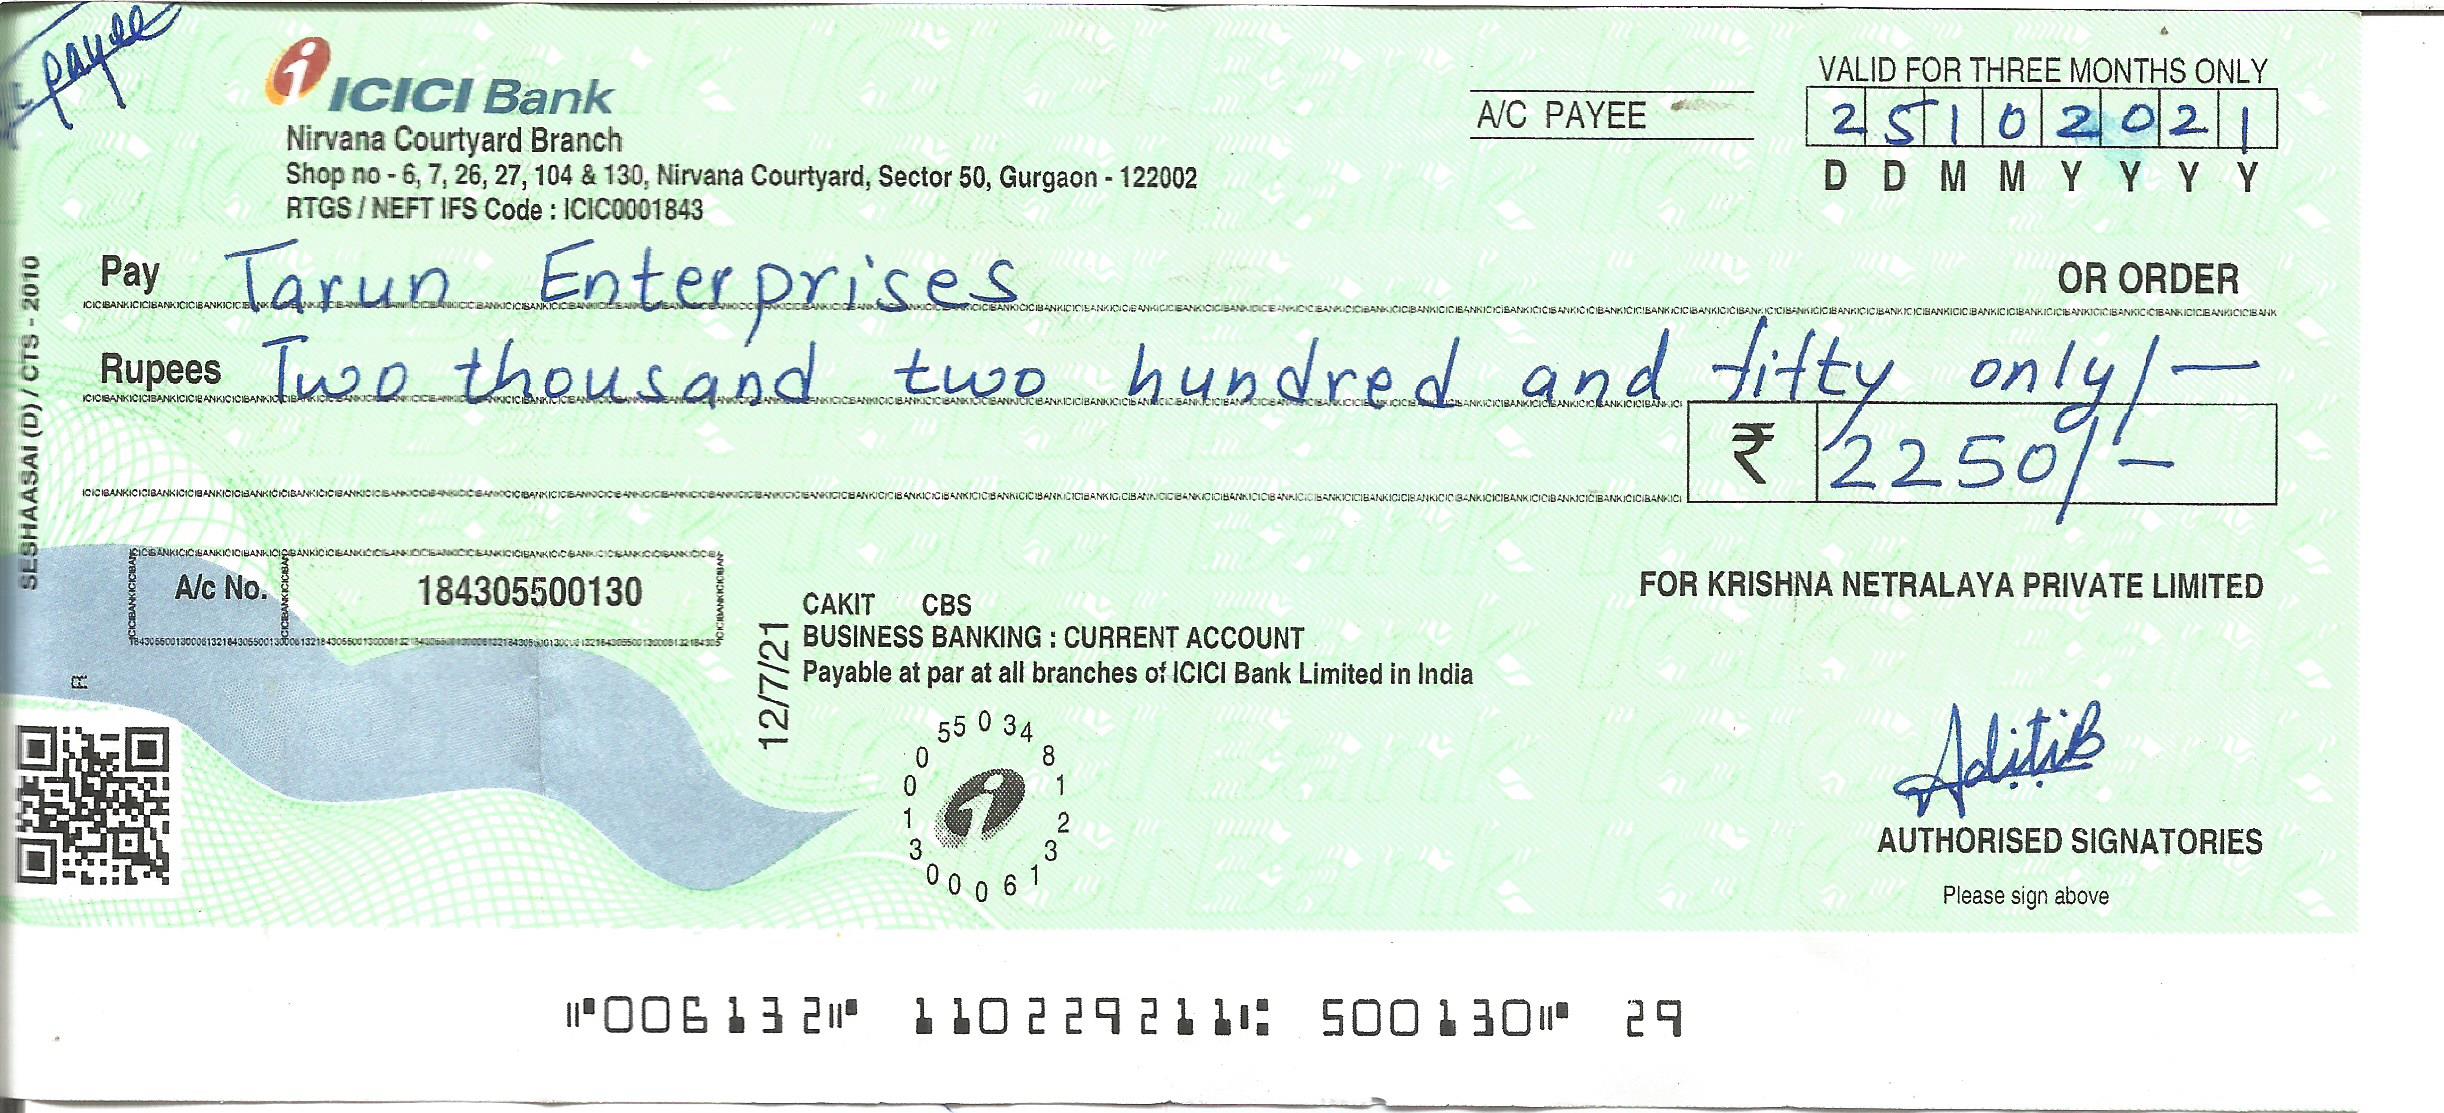 payee
ICICI Bank
Nirvana Courtyard Branch
Shop no - 6, 7, 26, 27, 104 & 130, Nirvana Courtyard, Sector 50, Gurgaon - 122002
RTGS / NEFT IFS Code : ICIC0001843
A/C PAYEE
VALID FOR THREE MONTHS ONLY
2 5 1 0 2 0 2 1
D D M M Y Y Y Y
Pay Tarun Enterprises OR ORDER
Rupees Two thousand two hundred and fifty only/-
₹ 2250/-
A/c No. 184305500130
FOR KRISHNA NETRALAYA PRIVATE LIMITED
CAKIT CBS
BUSINESS BANKING : CURRENT ACCOUNT
Payable at par at all branches of ICICI Bank Limited in India
12/7/21
SESHAASAI (D) / CTS - 2010
55034812316000310 0
AditiB
AUTHORISED SIGNATORIES
Please sign above
⑈006132⑈ 110229211⑆ 500130⑈ 29